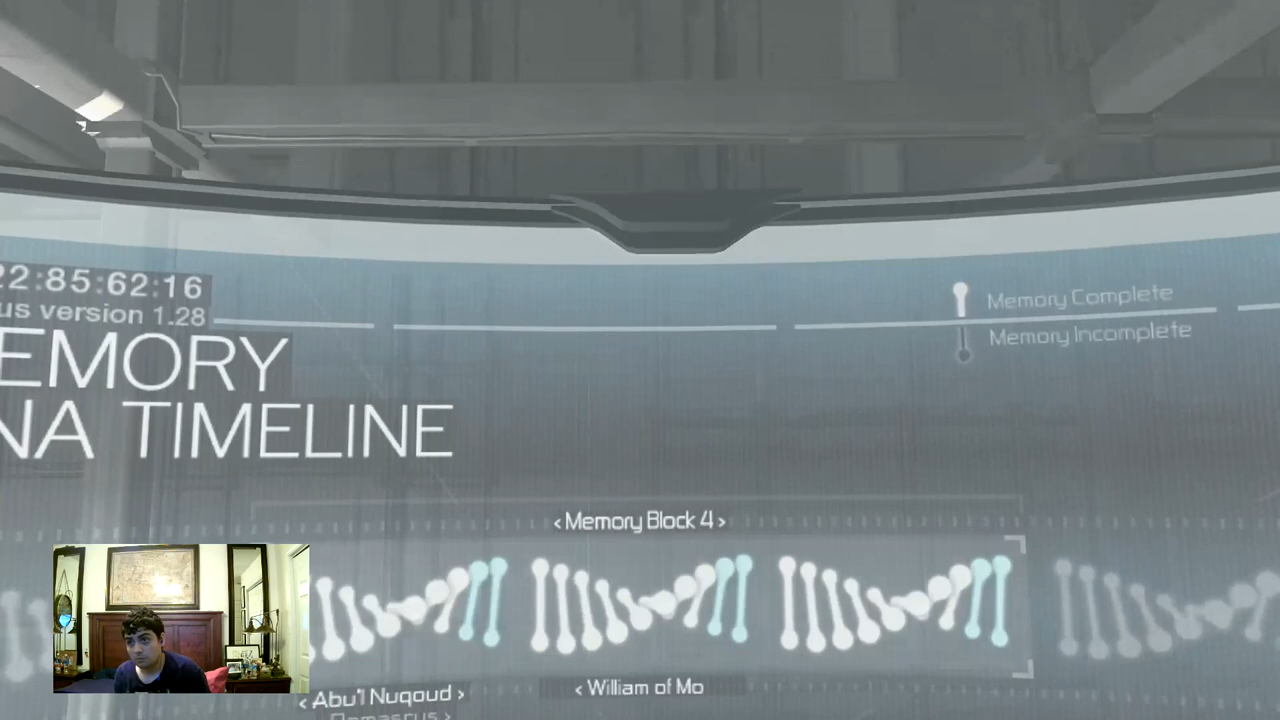 22:85:62:16
us version 1.28
EMORY
NA TIMELINE
Memory Complete
Memory Incomplete
‹ Memory Block 4 ›
‹ Abu'l Nuqoud ›
Damascus ›
‹ William of Mo